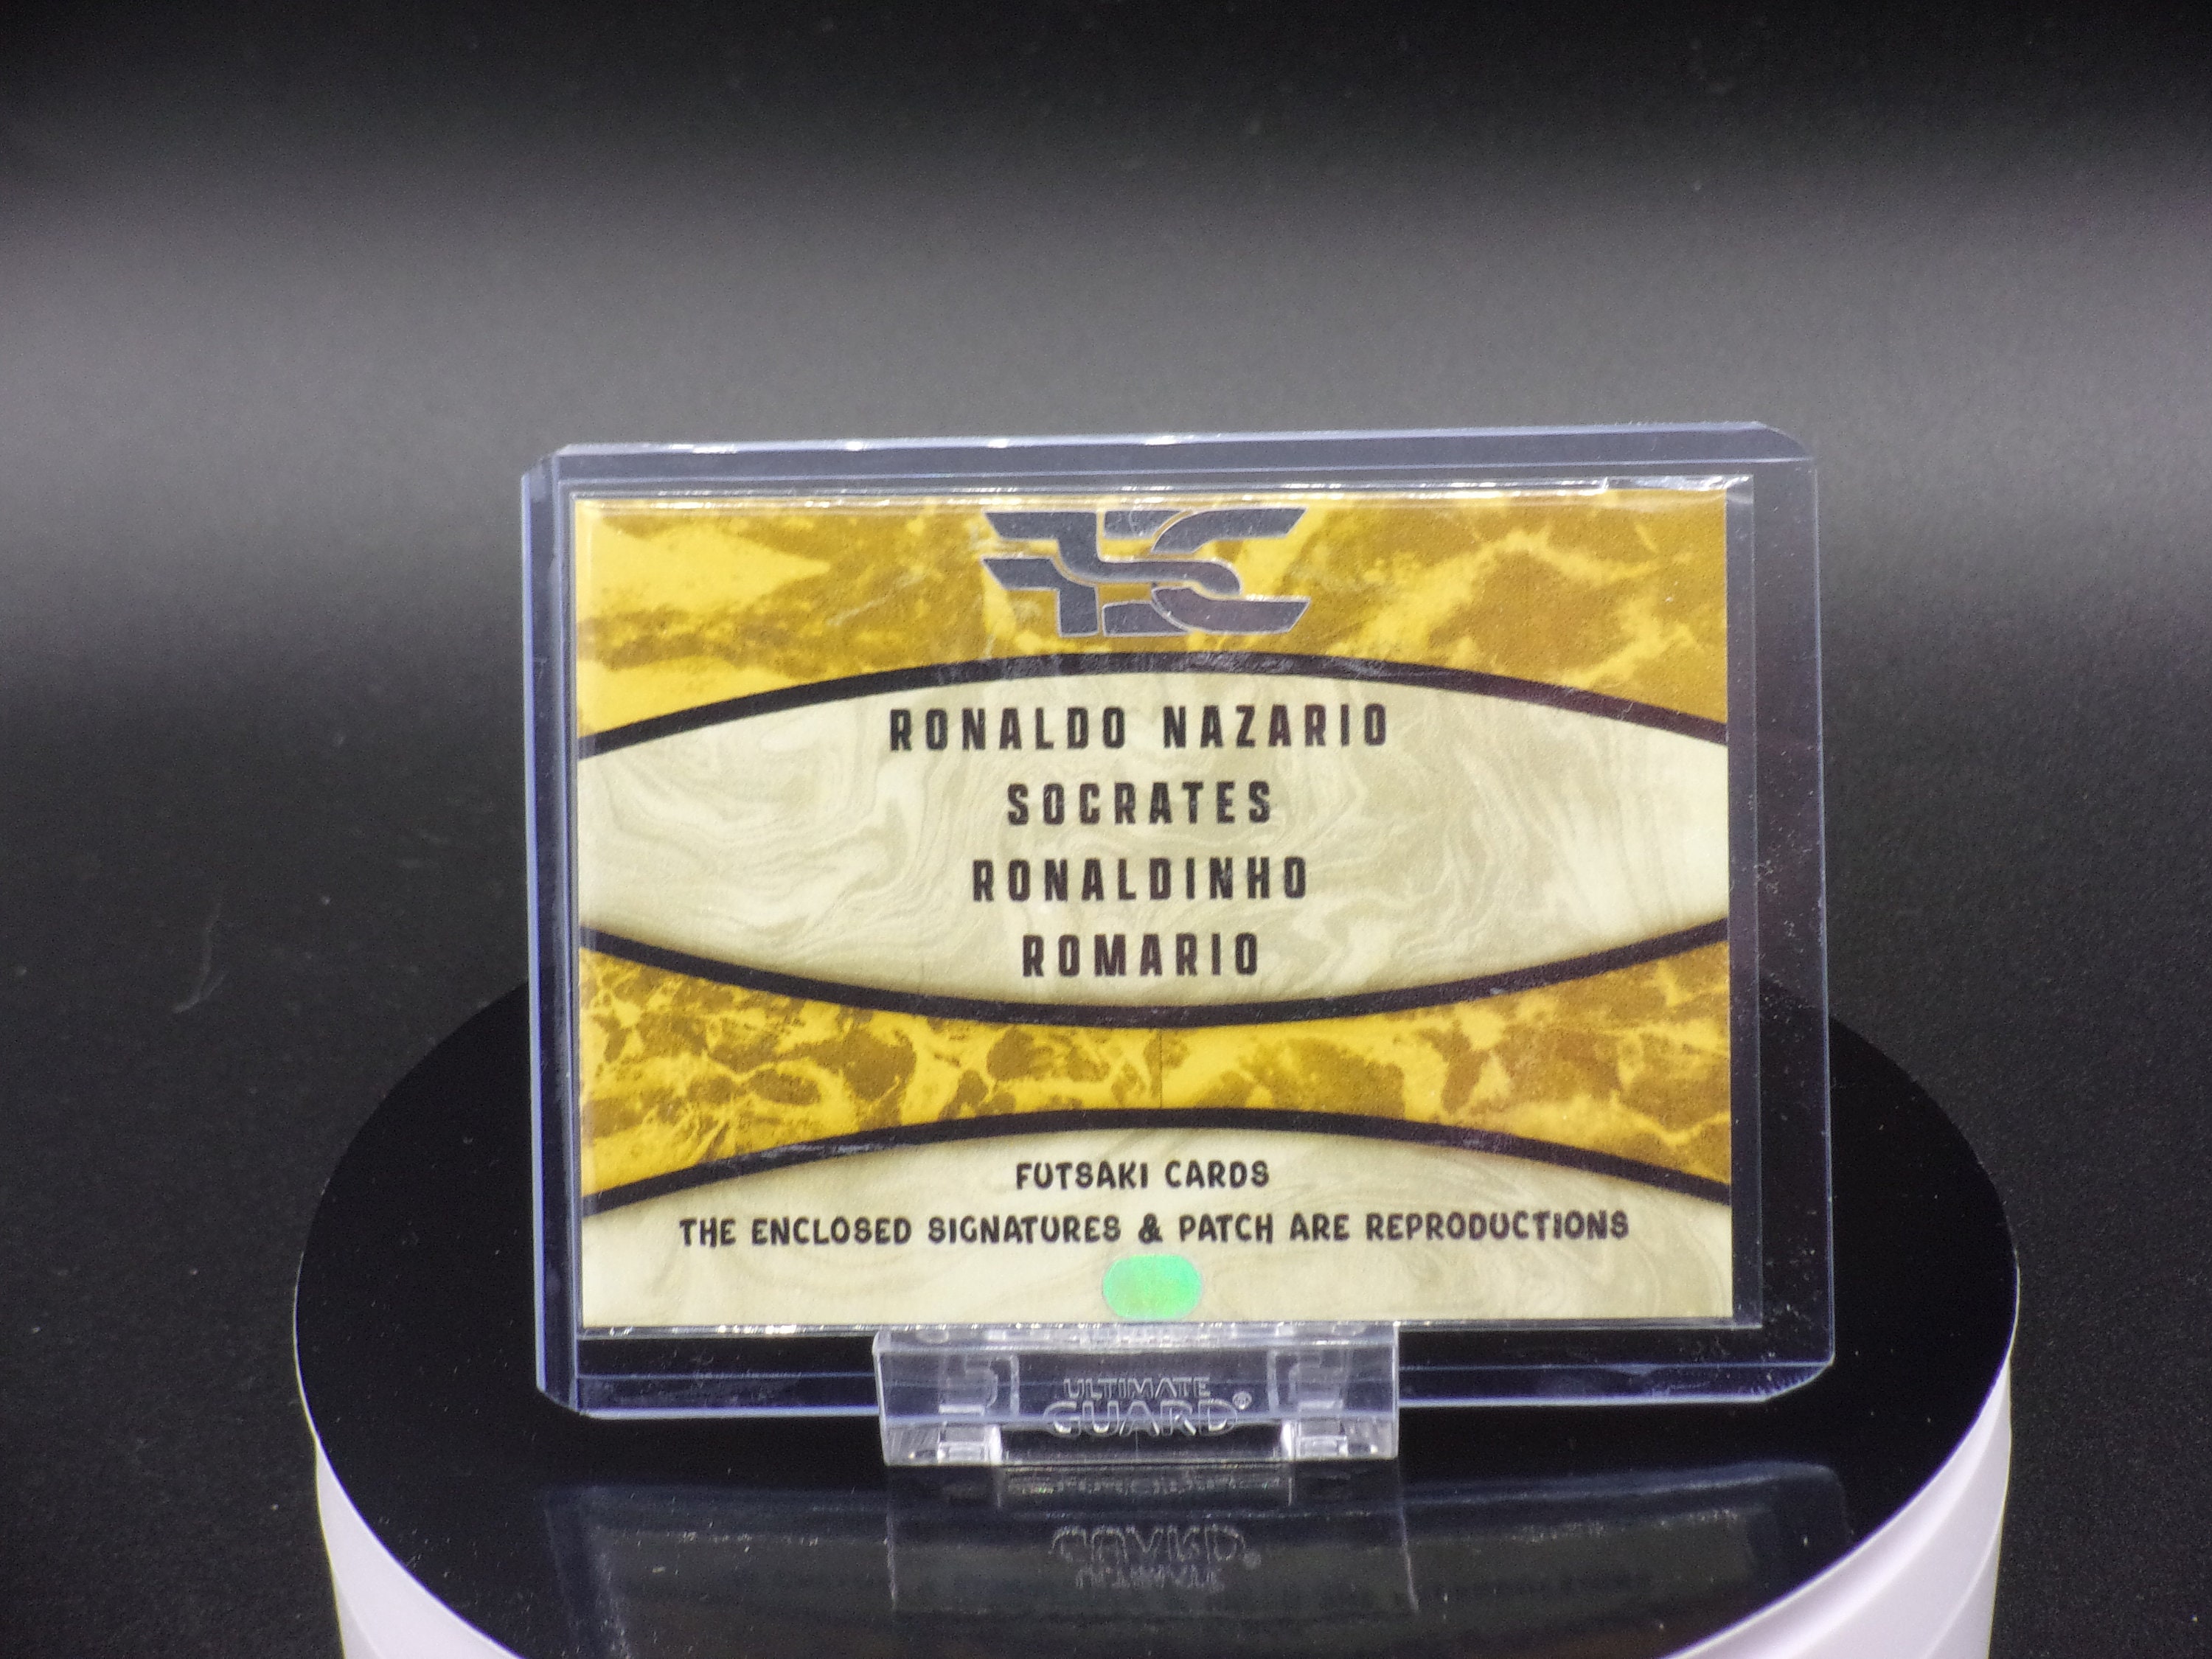 RONALDO NAZARIO
SOCRATES
RONALDINHO
ROMARIO
FUTSAKI CARDS
THE ENCLOSED SIGNATURES & PATCH ARE REPRODUCTIONS
ULTIMATE
GUARD®